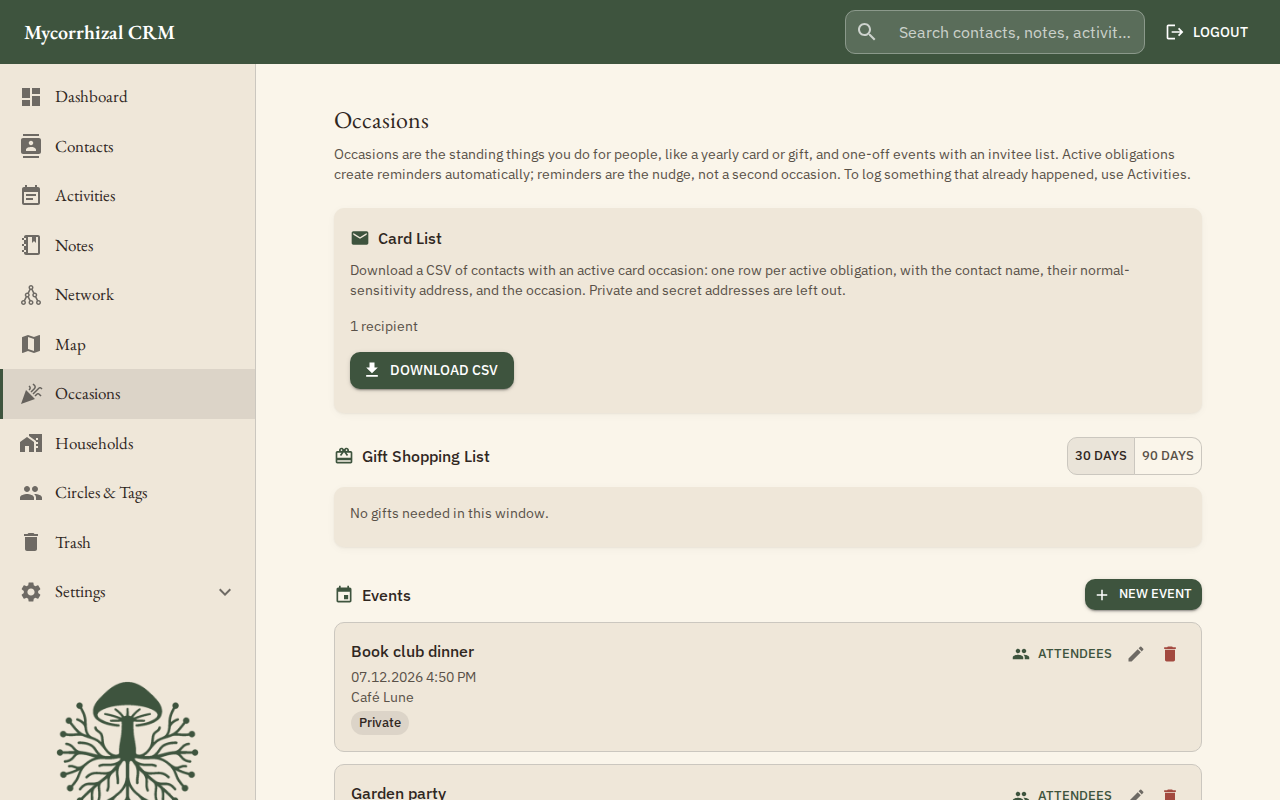 Mycorrhizal CRM
Search contacts, notes, activit...
LOGOUT
Dashboard
Contacts
Activities
Notes
Network
Map
Occasions
Households
Circles & Tags
Trash
Settings
Occasions
Occasions are the standing things you do for people, like a yearly card or gift, and one-off events with an invitee list. Active obligations
create reminders automatically; reminders are the nudge, not a second occasion. To log something that already happened, use Activities.
Card List
Download a CSV of contacts with an active card occasion: one row per active obligation, with the contact name, their normal-
sensitivity address, and the occasion. Private and secret addresses are left out.
1 recipient
DOWNLOAD CSV
Gift Shopping List
30 DAYS
90 DAYS
No gifts needed in this window.
Events
NEW EVENT
Book club dinner
ATTENDEES
07.12.2026 4:50 PM
Café Lune
Private
Garden party
ATTENDEES